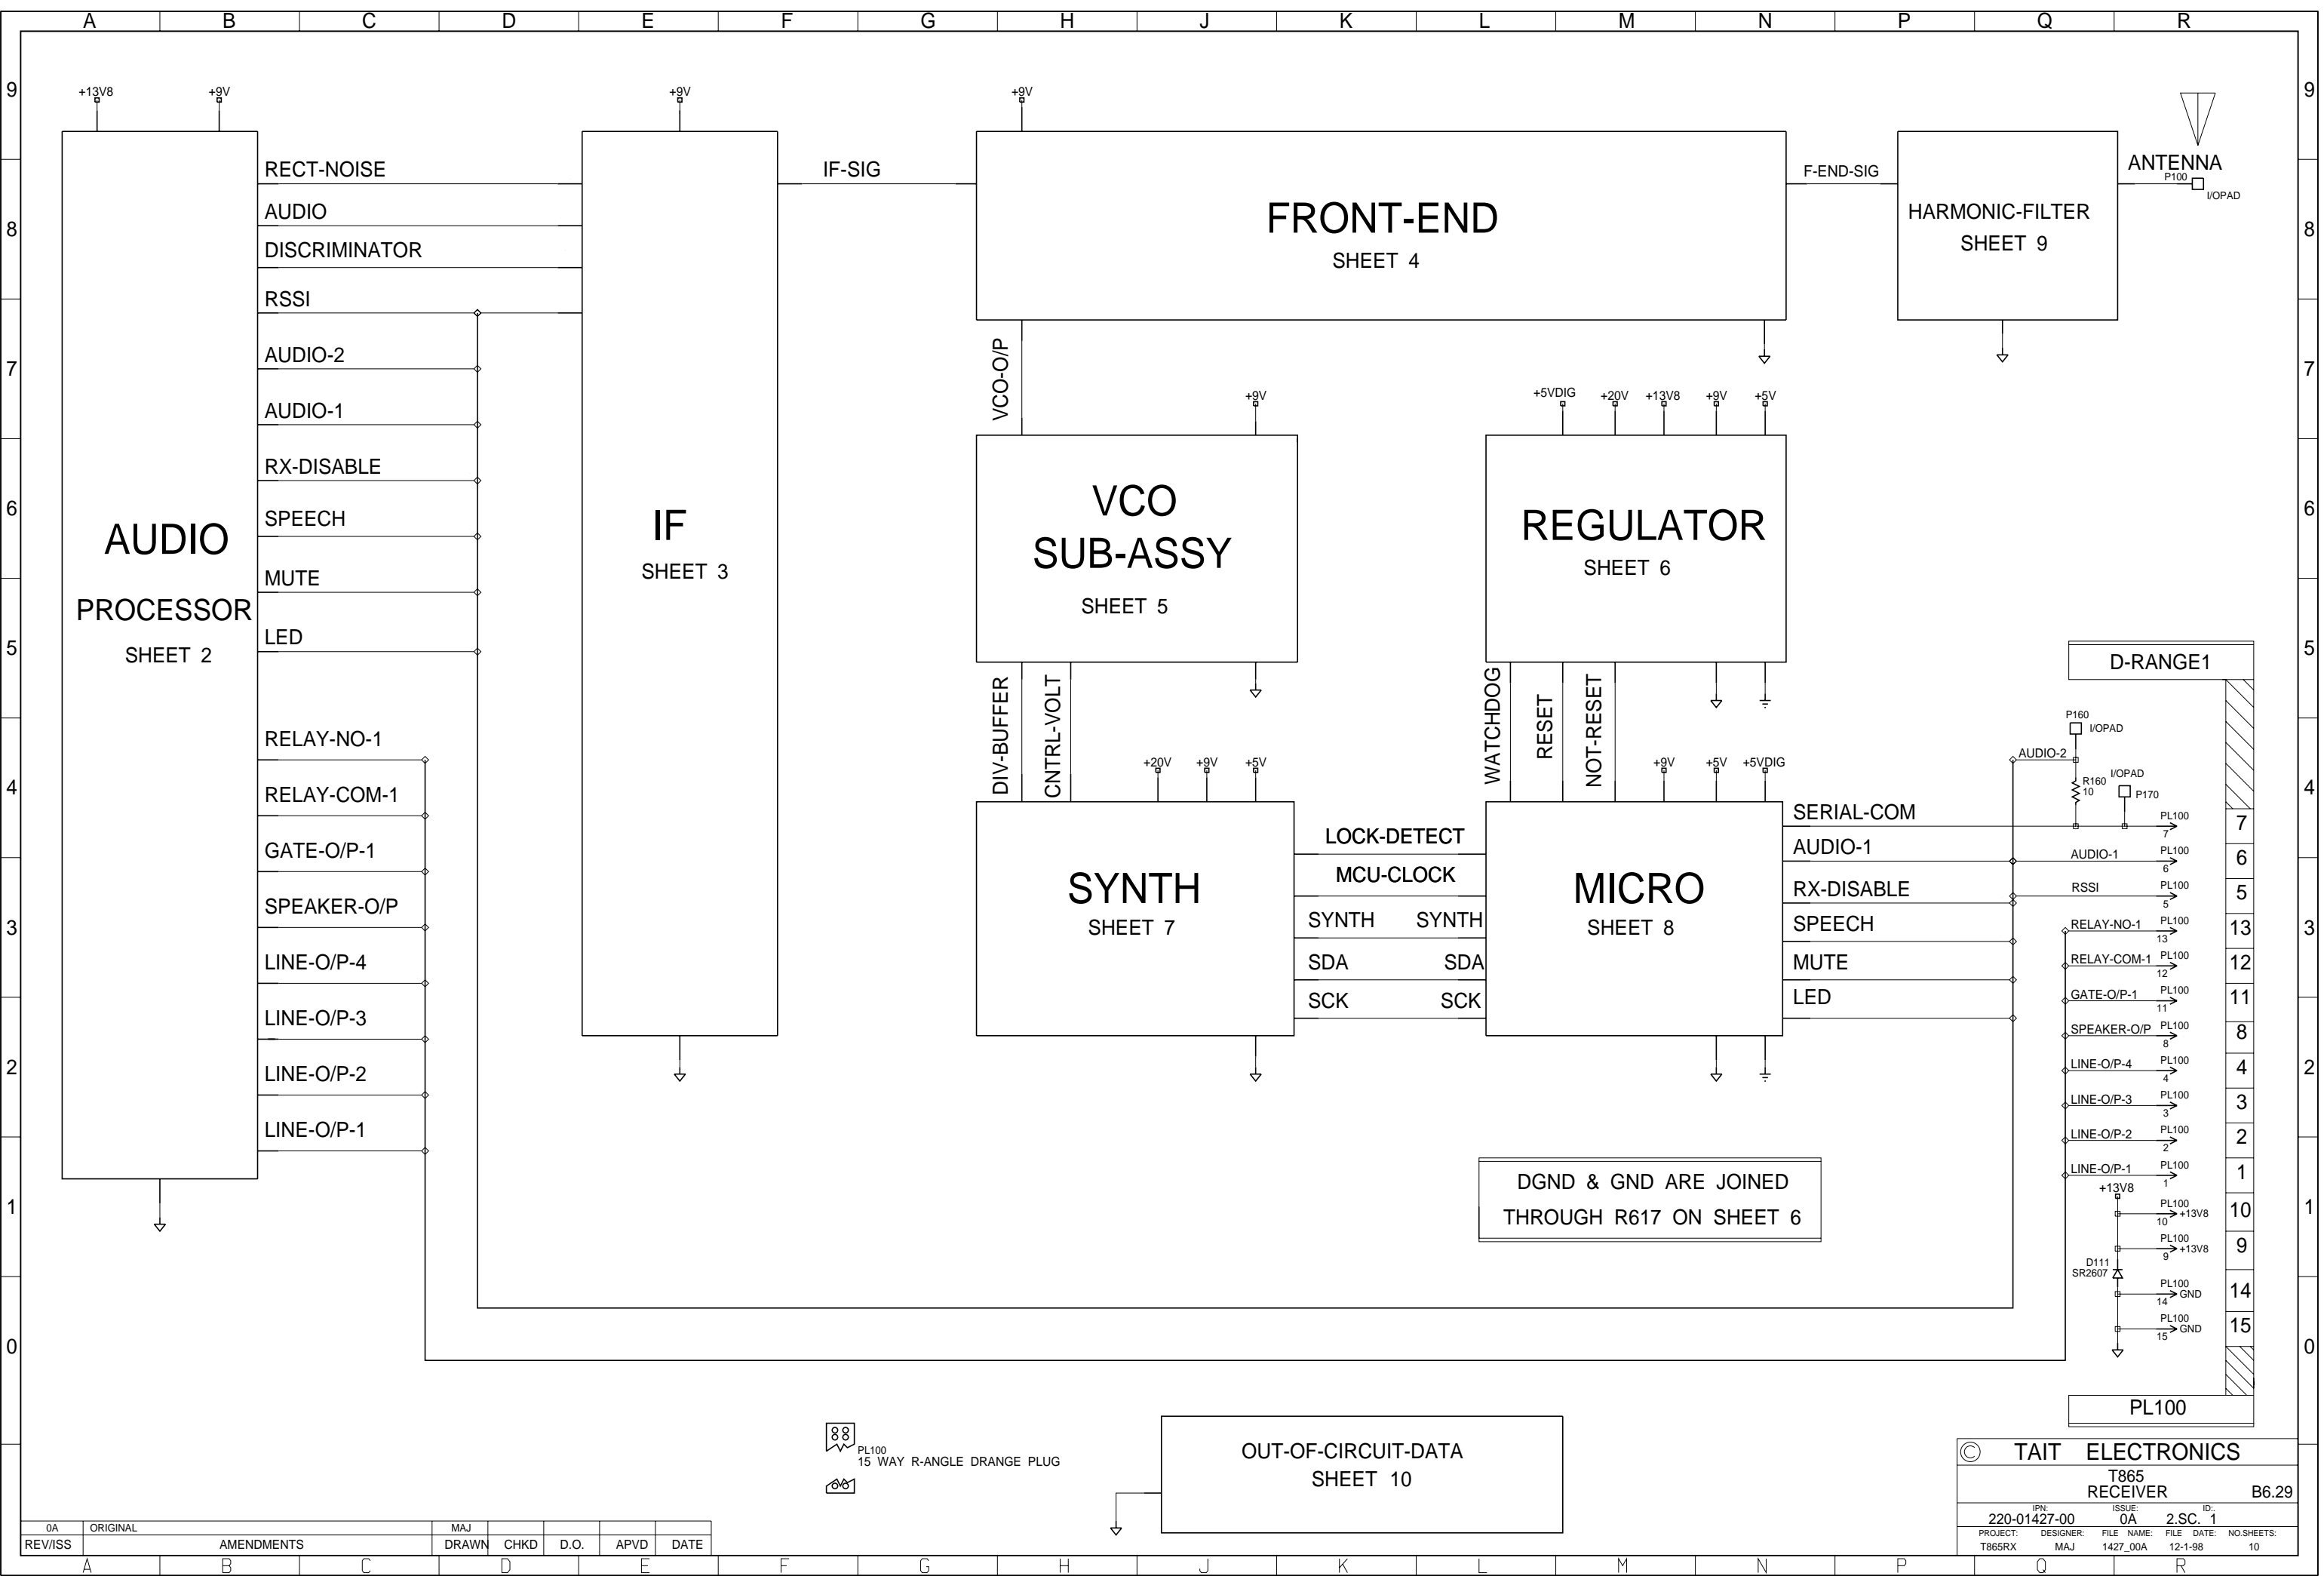 A B C D E F G H J K L M N P Q R
9 9
8 8
7 7
6 6
5 5
4 4
3 3
2 2
1 1
0 0
+13V8
+9V
AUDIO
PROCESSOR
SHEET 2
RECT-NOISE
AUDIO
DISCRIMINATOR
RSSI
AUDIO-2
AUDIO-1
RX-DISABLE
SPEECH
MUTE
LED
RELAY-NO-1
RELAY-COM-1
GATE-O/P-1
SPEAKER-O/P
LINE-O/P-4
LINE-O/P-3
LINE-O/P-2
LINE-O/P-1
+9V
IF
SHEET 3
IF-SIG
+9V
FRONT-END
SHEET 4
F-END-SIG
HARMONIC-FILTER
SHEET 9
ANTENNA
P100
I/OPAD
VCO-O/P
+9V
VCO
SUB-ASSY
SHEET 5
DIV-BUFFER
CNTRL-VOLT
+5VDIG
+20V
+13V8
+9V
+5V
REGULATOR
SHEET 6
WATCHDOG
RESET
NOT-RESET
+20V
+9V
+5V
SYNTH
SHEET 7
LOCK-DETECT
MCU-CLOCK
SYNTH SYNTH
SDA SDA
SCK SCK
+9V
+5V
+5VDIG
MICRO
SHEET 8
SERIAL-COM
AUDIO-1
RX-DISABLE
SPEECH
MUTE
LED
DGND & GND ARE JOINED
THROUGH R617 ON SHEET 6
D-RANGE1
P160
I/OPAD
AUDIO-2
R160
10
I/OPAD
P170
PL100
7
7
AUDIO-1
PL100
6
6
RSSI
PL100
5
5
RELAY-NO-1
PL100
13
13
RELAY-COM-1
PL100
12
12
GATE-O/P-1
PL100
11
11
SPEAKER-O/P
PL100
8
8
LINE-O/P-4
PL100
4
4
LINE-O/P-3
PL100
3
3
LINE-O/P-2
PL100
2
2
LINE-O/P-1
PL100
1
1
+13V8
PL100
10
+13V8
10
PL100
9
+13V8
9
D111
SR2607
PL100
14
GND
14
PL100
15
GND
15
PL100
PL100
15 WAY R-ANGLE DRANGE PLUG
OUT-OF-CIRCUIT-DATA
SHEET 10
© TAIT ELECTRONICS
T865
RECEIVER
B6.29
IPN: ISSUE: ID:.
220-01427-00 0A 2.SC. 1
PROJECT: DESIGNER: FILE NAME: FILE DATE: NO.SHEETS:
T865RX MAJ 1427_00A 12-1-98 10
0A ORIGINAL MAJ
REV/ISS AMENDMENTS DRAWN CHKD D.O. APVD DATE
A B C D E F G H J K L M N P Q R